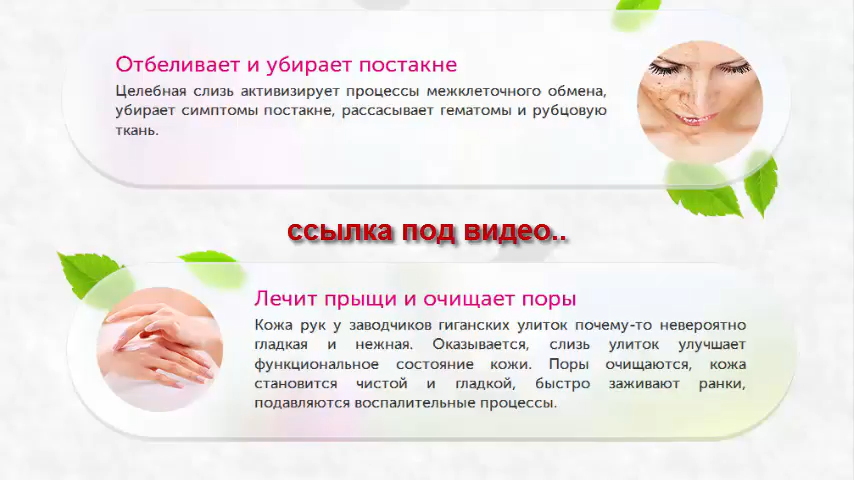 Отбеливает и убирает постакне
Целебная слизь активизирует процессы межклеточного обмена,
убирает симптомы постакне, рассасывает гематомы и рубцовую
ткань.
ссылка под видео..
Лечит прыщи и очищает поры
Кожа рук у заводчиков гиганских улиток почему-то невероятно
гладкая и нежная. Оказывается, слизь улиток улучшает
функциональное состояние кожи. Поры очищаются, кожа
становится чистой и гладкой, быстро заживают ранки,
подавляются воспалительные процессы.